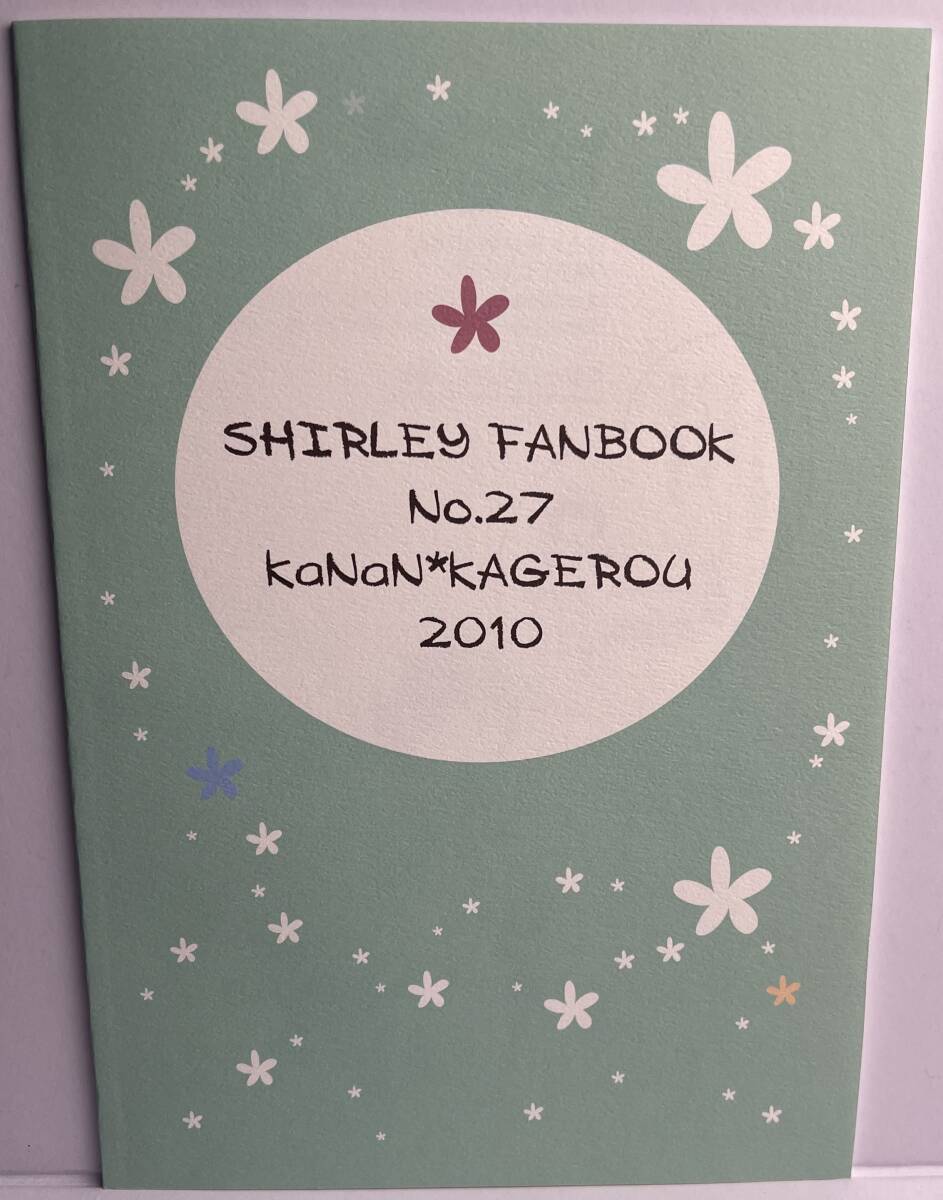 SHIRLEY FANBOOK
No.27
KaNaN*KAGEROU
2010